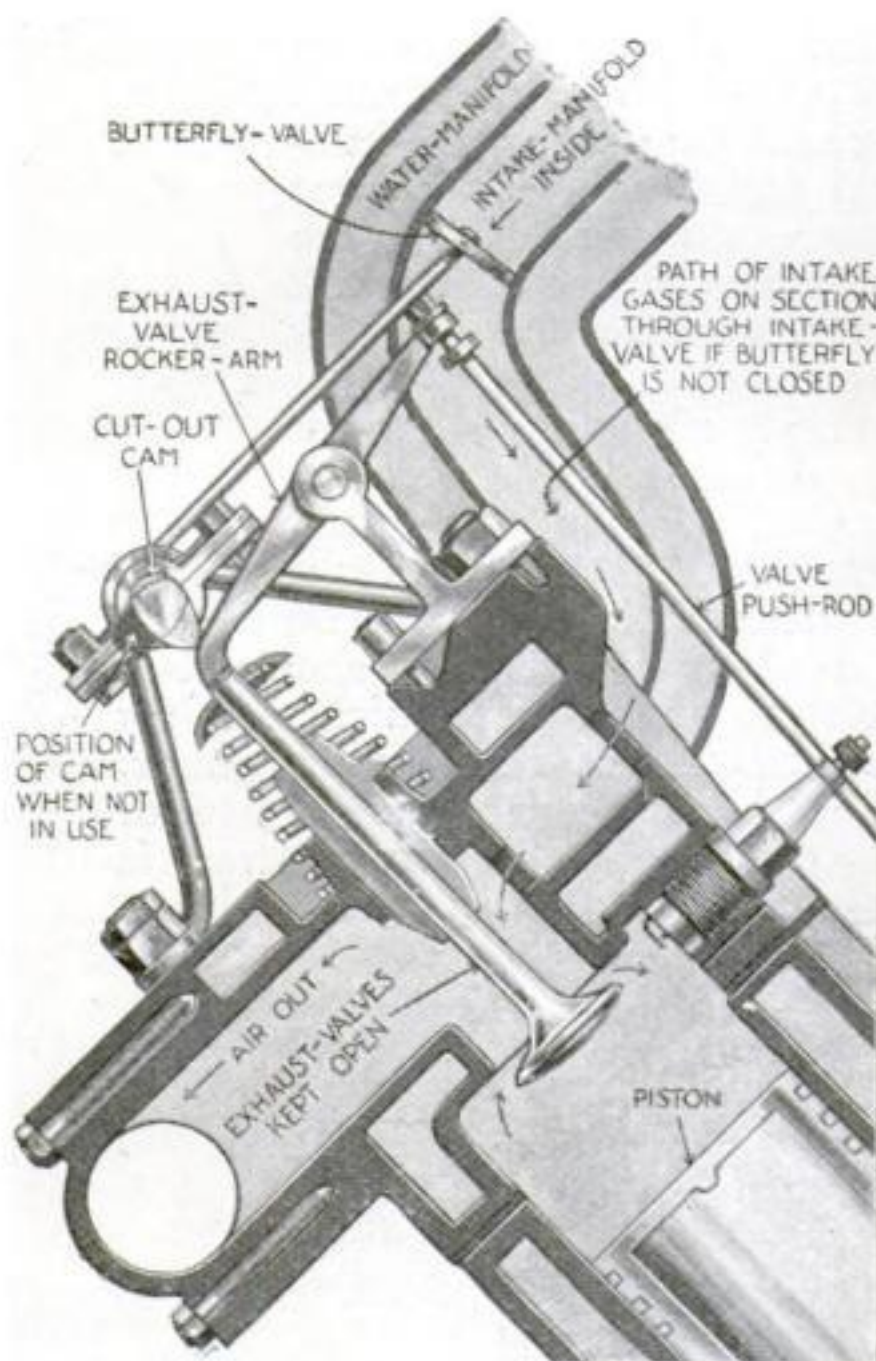 WATER-MANIFOLD
INTAKE-MANIFOLD
INSIDE
BUTTERFLY-VALVE
PATH OF INTAKE
GASES ON SECTION
THROUGH INTAKE-
VALVE IF BUTTERFLY
IS NOT CLOSED
EXHAUST-
VALVE
ROCKER-ARM
CUT-OUT
CAM
VALVE
PUSH-ROD
POSITION
OF CAM
WHEN NOT
IN USE
AIR OUT
EXHAUST-VALVES
KEPT OPEN
PISTON